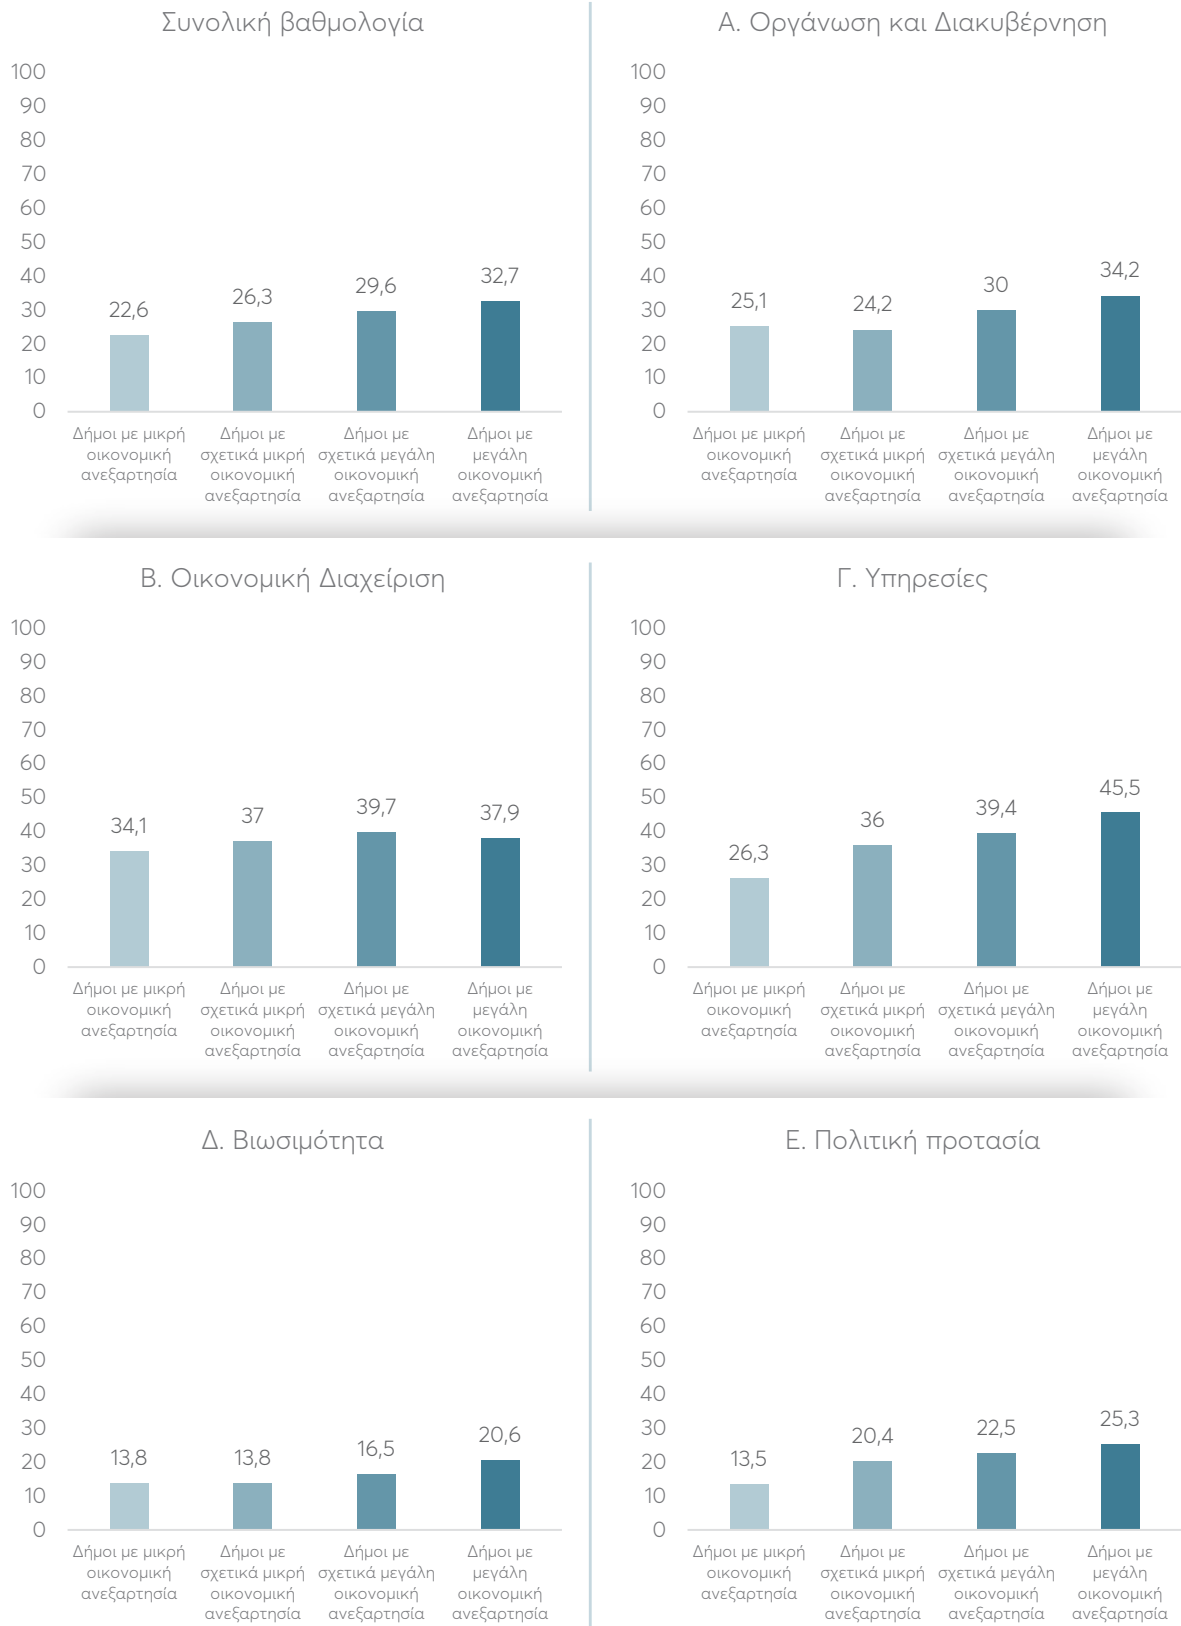 Συνολική βαθμολογία
100
90
80
70
60
50
40
30
20
10
0
22,6
26,3
29,6
32,7
Δήμοι με μικρή
οικονομική
ανεξαρτησία
Δήμοι με
σχετικά μικρή
οικονομική
ανεξαρτησία
Δήμοι με
σχετικά μεγάλη
οικονομική
ανεξαρτησία
Δήμοι με
μεγάλη
οικονομική
ανεξαρτησία
Α. Οργάνωση και Διακυβέρνηση
100
90
80
70
60
50
40
30
20
10
0
25,1
24,2
30
34,2
Δήμοι με μικρή
οικονομική
ανεξαρτησία
Δήμοι με
σχετικά μικρή
οικονομική
ανεξαρτησία
Δήμοι με
σχετικά μεγάλη
οικονομική
ανεξαρτησία
Δήμοι με
μεγάλη
οικονομική
ανεξαρτησία
Β. Οικονομική Διαχείριση
100
90
80
70
60
50
40
30
20
10
0
34,1
37
39,7
37,9
Δήμοι με μικρή
οικονομική
ανεξαρτησία
Δήμοι με
σχετικά μικρή
οικονομική
ανεξαρτησία
Δήμοι με
σχετικά μεγάλη
οικονομική
ανεξαρτησία
Δήμοι με
μεγάλη
οικονομική
ανεξαρτησία
Γ. Υπηρεσίες
100
90
80
70
60
50
40
30
20
10
0
26,3
36
39,4
45,5
Δήμοι με μικρή
οικονομική
ανεξαρτησία
Δήμοι με
σχετικά μικρή
οικονομική
ανεξαρτησία
Δήμοι με
σχετικά μεγάλη
οικονομική
ανεξαρτησία
Δήμοι με
μεγάλη
οικονομική
ανεξαρτησία
Δ. Βιωσιμότητα
100
90
80
70
60
50
40
30
20
10
0
13,8
13,8
16,5
20,6
Δήμοι με μικρή
οικονομική
ανεξαρτησία
Δήμοι με
σχετικά μικρή
οικονομική
ανεξαρτησία
Δήμοι με
σχετικά μεγάλη
οικονομική
ανεξαρτησία
Δήμοι με
μεγάλη
οικονομική
ανεξαρτησία
Ε. Πολιτική προτασία
100
90
80
70
60
50
40
30
20
10
0
13,5
20,4
22,5
25,3
Δήμοι με μικρή
οικονομική
ανεξαρτησία
Δήμοι με
σχετικά μικρή
οικονομική
ανεξαρτησία
Δήμοι με
σχετικά μεγάλη
οικονομική
ανεξαρτησία
Δήμοι με
μεγάλη
οικονομική
ανεξαρτησία